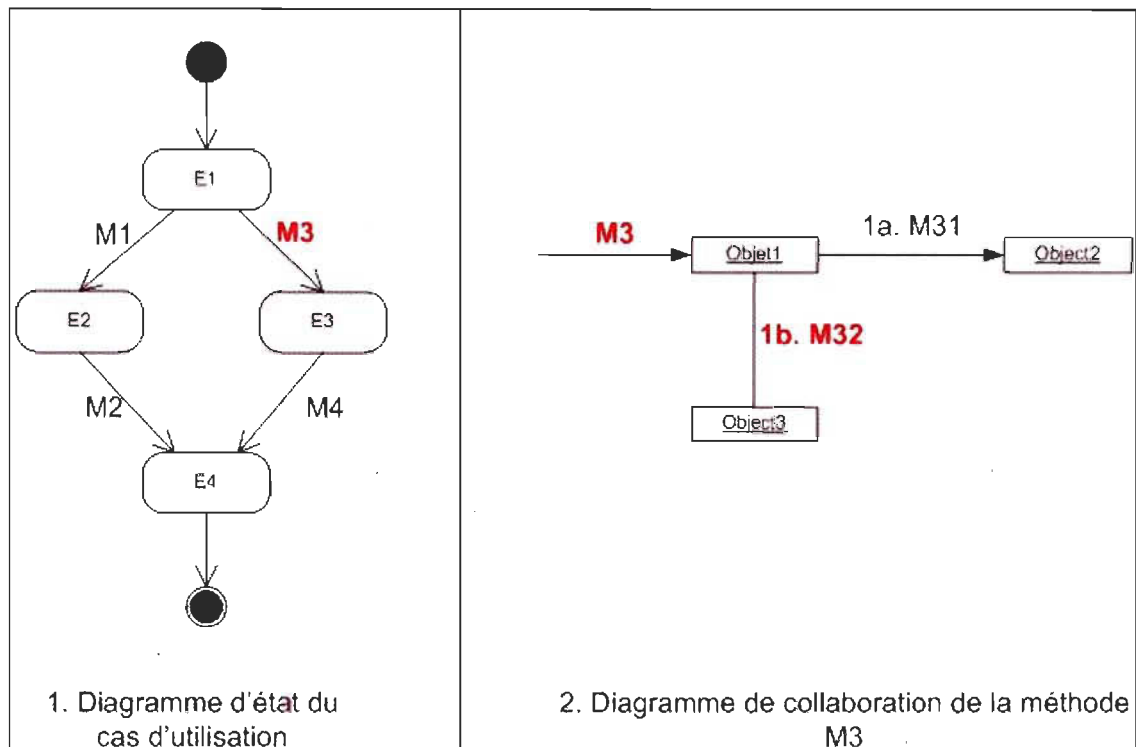 E1
M1
M3
E2
E3
M2
M4
E4
1. Diagramme d'état du
cas d'utilisation
M3
Objet1
1a. M31
Object2
1b. M32
Object3
2. Diagramme de collaboration de la méthode
M3